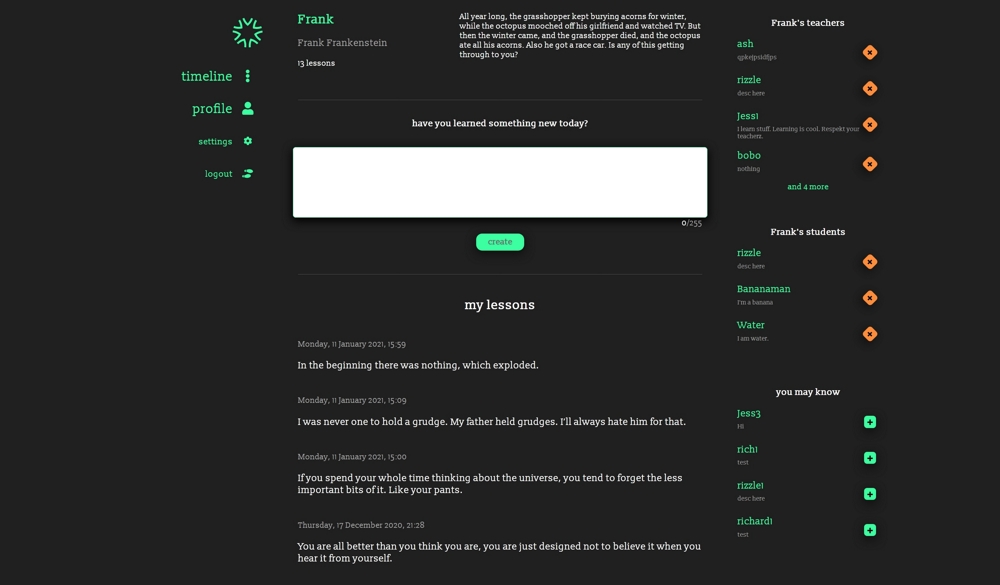 timeline
profile
settings
logout
Frank
Frank Frankenstein
13 lessons
All year long, the grasshopper kept burying acorns for winter,
while the octopus mooched off his girlfriend and watched TV. But
then the winter came, and the grasshopper died, and the octopus
ate all his acorns. Also he got a race car. Is any of this getting
through to you?
have you learned something new today?
0/255
create
my lessons
Monday, 11 January 2021, 15:59
In the beginning there was nothing, which exploded.
Monday, 11 January 2021, 15:09
I was never one to hold a grudge. My father held grudges. I'll always hate him for that.
Monday, 11 January 2021, 15:00
If you spend your whole time thinking about the universe, you tend to forget the less
important bits of it. Like your pants.
Thursday, 17 December 2020, 21:28
You are all better than you think you are, you are just designed not to believe it when you
hear it from yourself.
Frank's teachers
ash
rizzle
desc here
Jess1
I learn stuff. Learning is cool. Respekt your
teacherz.
bobo
nothing
and 4 more
Frank's students
rizzle
desc here
Bananaman
I'm a banana
Water
I am water.
you may know
Jess3
Hi
rich1
test
rizzle1
desc here
richard1
test